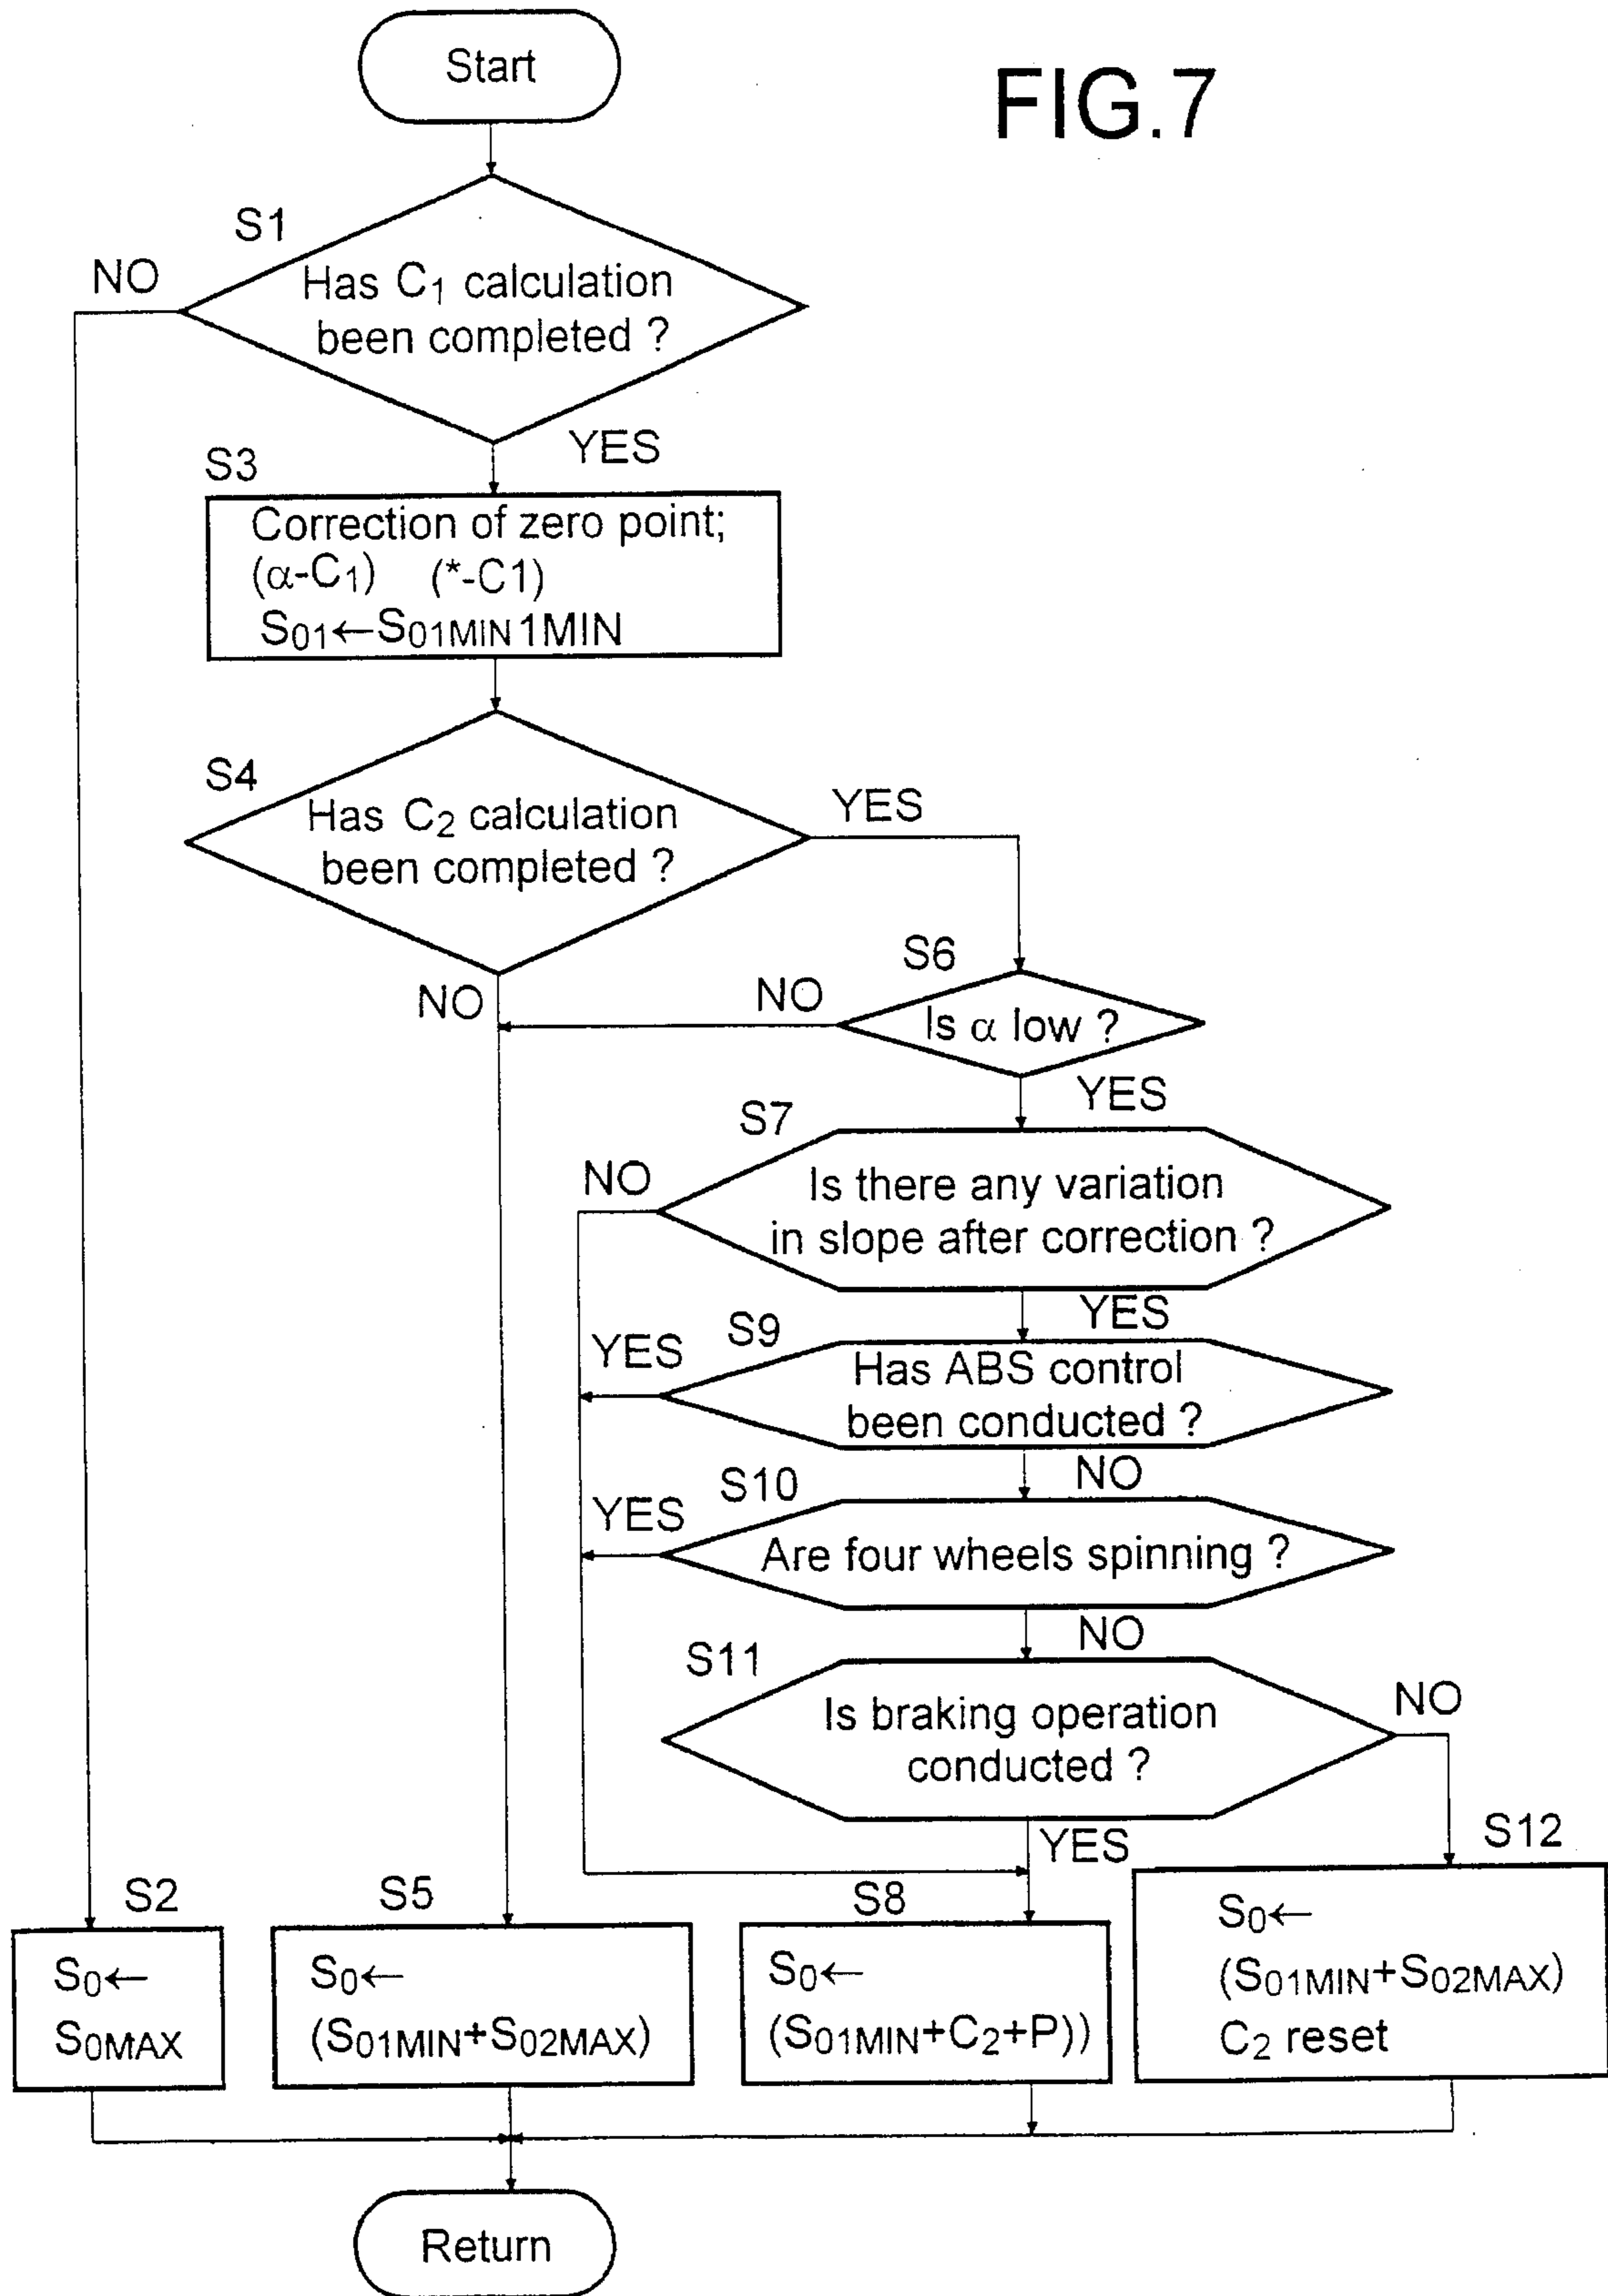 FIG.7
Start
S1
NO
Has C₁ calculation
been completed ?
YES
S3
Correction of zero point;
(α-C₁) (*-C1)
S₀₁←S₀₁MIN1MIN
S4
Has C₂ calculation
been completed ?
YES
NO
S6
NO
Is α low ?
YES
S7
NO
Is there any variation
in slope after correction ?
YES
S9
YES
Has ABS control
been conducted ?
NO
S10
YES
Are four wheels spinning ?
NO
S11
Is braking operation
conducted ?
NO
YES
S2
S₀←
S₀MAX
S5
S₀←
(S₀₁MIN+S₀₂MAX)
S8
S₀←
(S₀₁MIN+C₂+P))
S12
S₀←
(S₀₁MIN+S₀₂MAX)
C₂ reset
Return